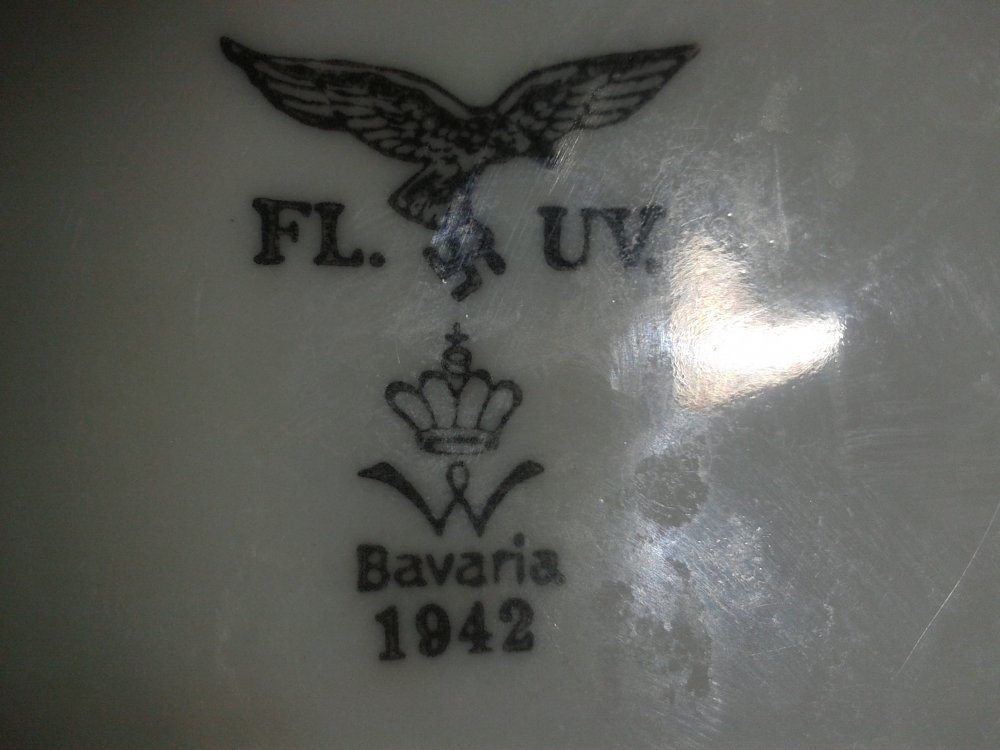 FL. UV.
W
Bavaria
1942